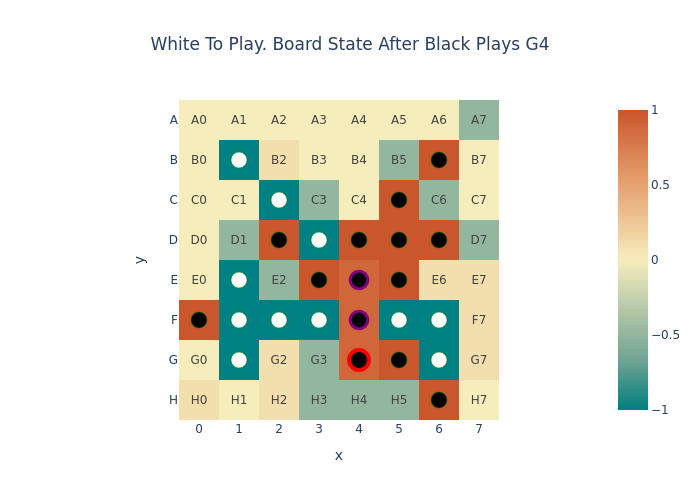 White To Play. Board State After Black Plays G4
A A0 A1 A2 A3 A4 A5 A6 A7
B B0 B2 B3 B4 B5 B7
C C0 C1 C3 C4 C6 C7
D D0 D1 D7
E E0 E2 E6 E7
F F7
G G0 G2 G3 G7
H H0 H1 H2 H3 H4 H5 H7
0 1 2 3 4 5 6 7
x
y
1
0.5
0
−0.5
−1